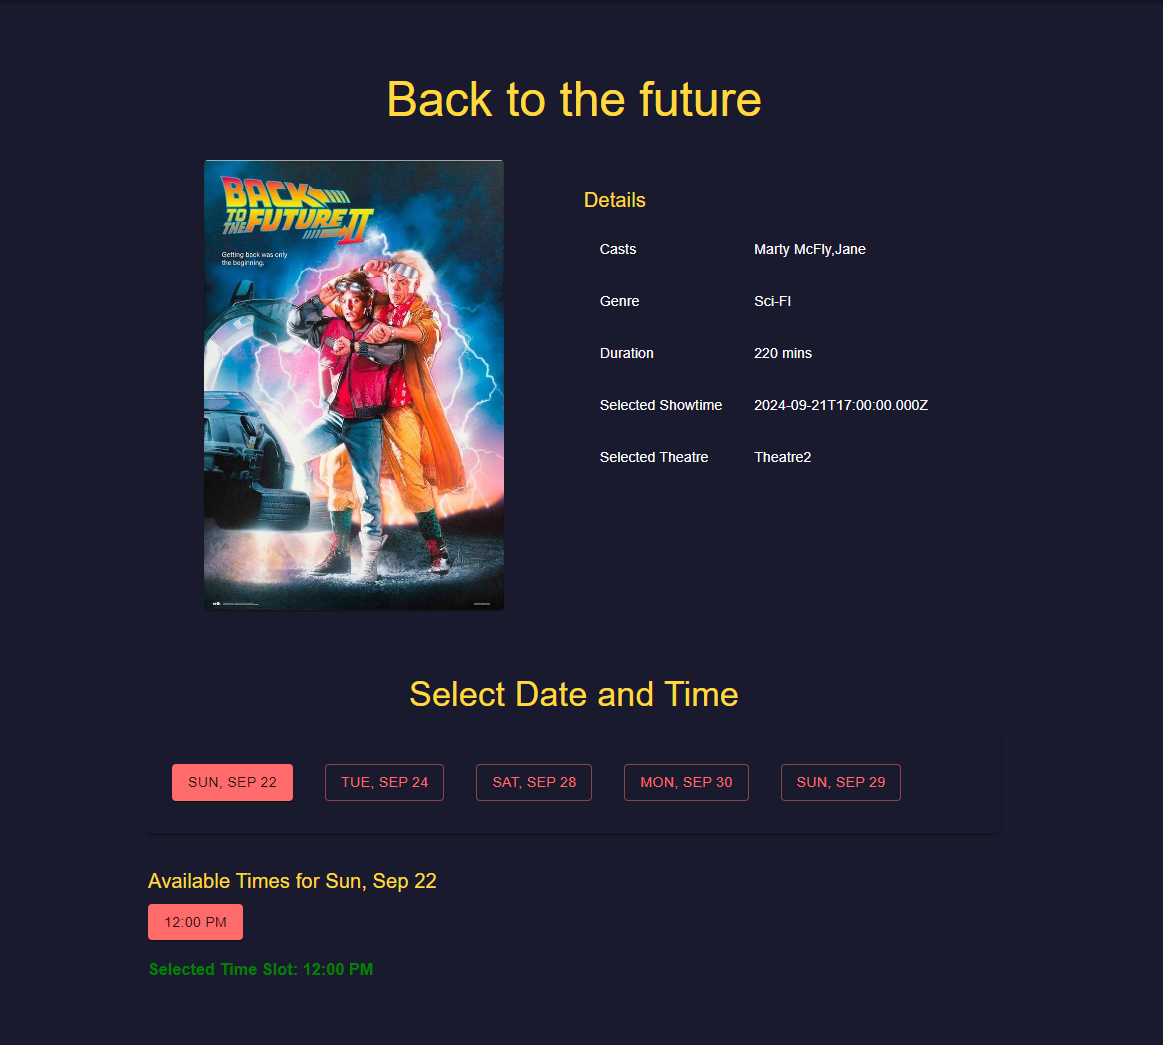 Back to the future
BACK
TO THE FUTURE II
Getting back was only
the beginning.
Details
Casts Marty McFly,Jane
Genre Sci-FI
Duration 220 mins
Selected Showtime 2024-09-21T17:00:00.000Z
Selected Theatre Theatre2
Select Date and Time
SUN, SEP 22 TUE, SEP 24 SAT, SEP 28 MON, SEP 30 SUN, SEP 29
Available Times for Sun, Sep 22
12:00 PM
Selected Time Slot: 12:00 PM